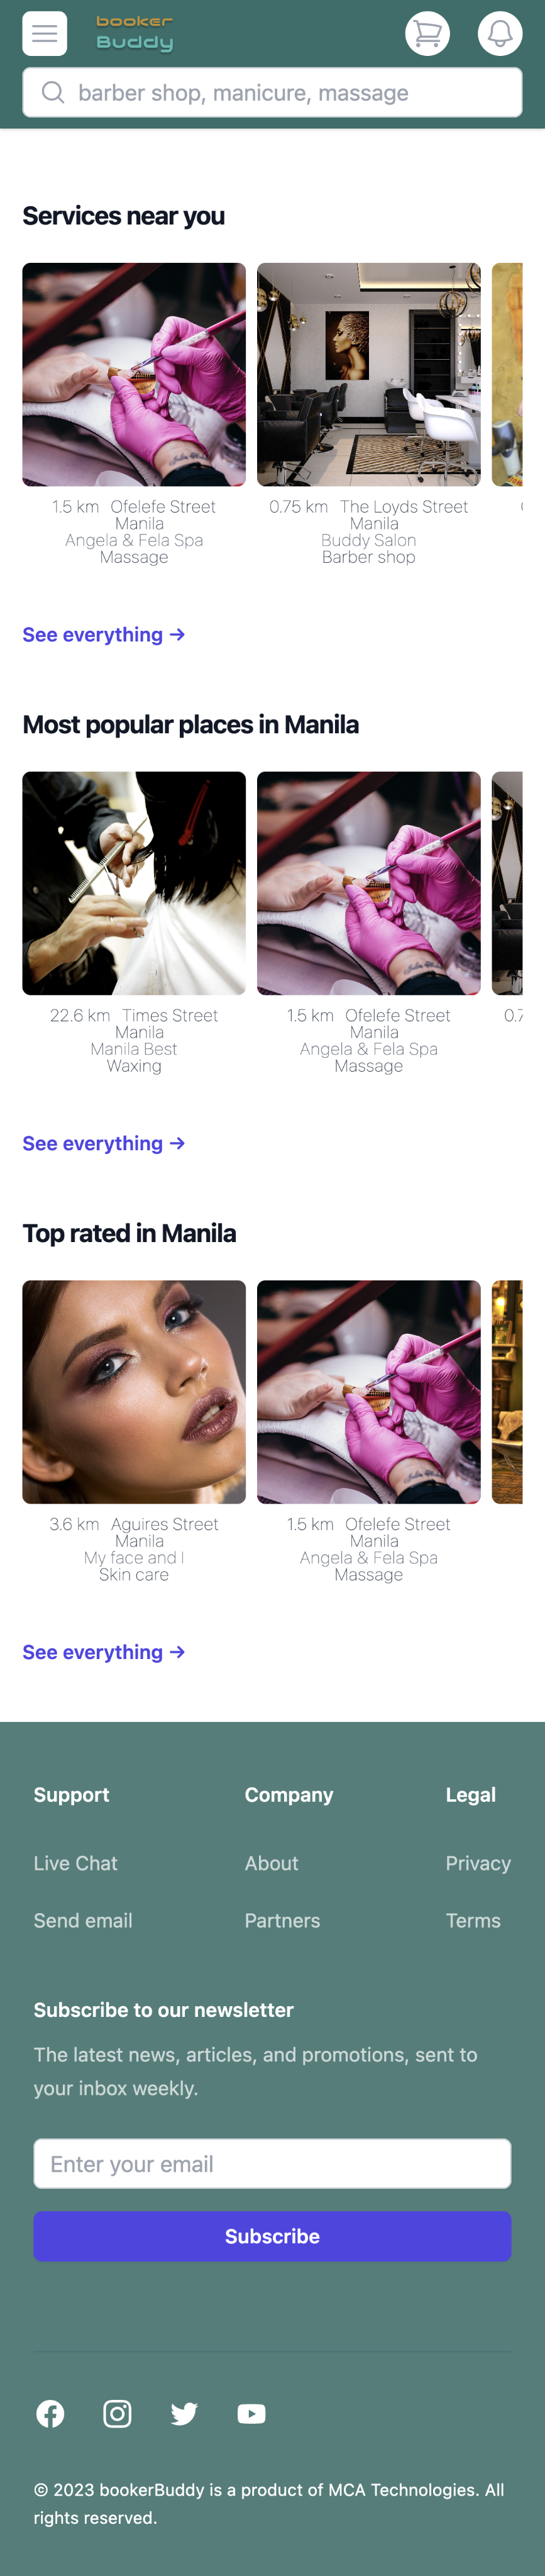 booker
Buddy
barber shop, manicure, massage
Services near you
1.5 km Ofelefe Street
Manila
Angela & Fela Spa
Massage
0.75 km The Loyds Street
Manila
Buddy Salon
Barber shop
See everything →
Most popular places in Manila
22.6 km Times Street
Manila
Manila Best
Waxing
1.5 km Ofelefe Street
Manila
Angela & Fela Spa
Massage
0.7
See everything →
Top rated in Manila
3.6 km Aguires Street
Manila
My face and I
Skin care
1.5 km Ofelefe Street
Manila
Angela & Fela Spa
Massage
See everything →
Support
Company
Legal
Live Chat
About
Privacy
Send email
Partners
Terms
Subscribe to our newsletter
The latest news, articles, and promotions, sent to
your inbox weekly.
Enter your email
Subscribe
© 2023 bookerBuddy is a product of MCA Technologies. All
rights reserved.